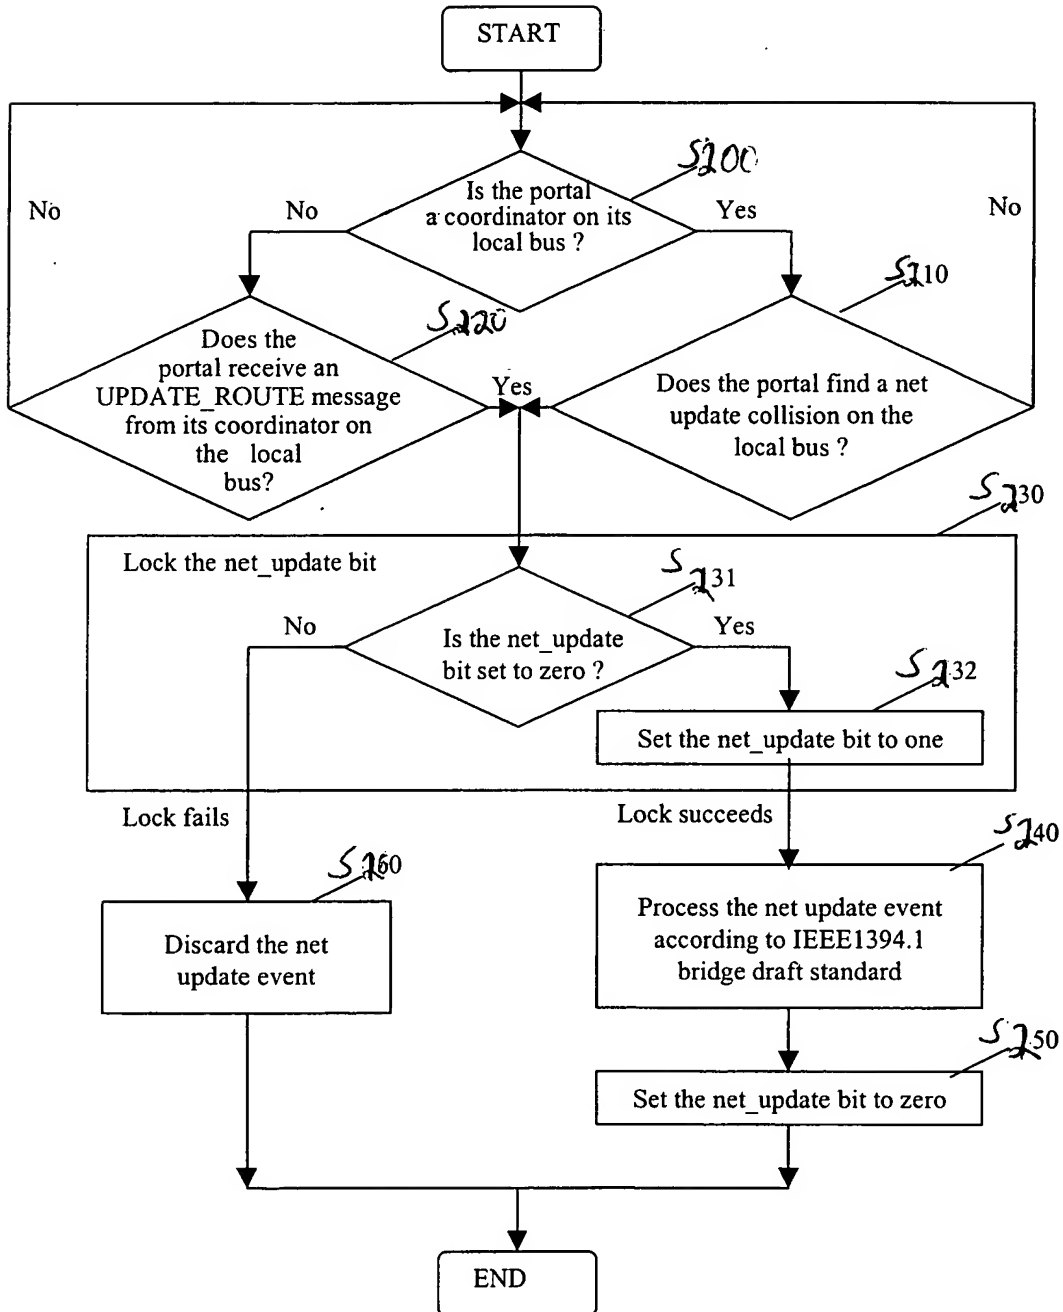 START
S200
Is the portal
a coordinator on its
local bus ?
No
No
Yes
No
S210
S220
Does the
portal receive an
UPDATE_ROUTE message
from its coordinator on
the local
bus?
Yes
Does the portal find a net
update collision on the
local bus ?
S230
Lock the net_update bit
S231
No
Is the net_update
bit set to zero ?
Yes
S232
Set the net_update bit to one
Lock fails
Lock succeeds
S240
S260
Process the net update event
according to IEEE1394.1
bridge draft standard
Discard the net
update event
S250
Set the net_update bit to zero
END